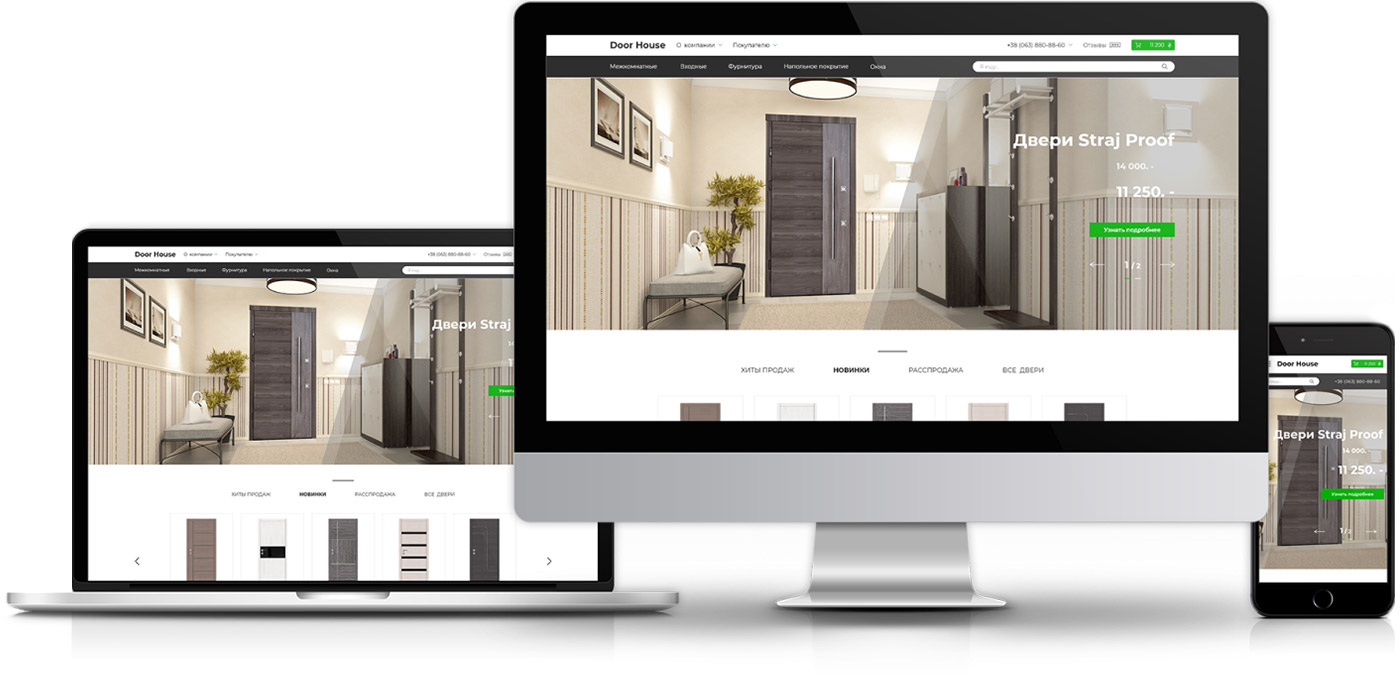 Door House О компании Покупателю +38 (063) 880-88-60 Отзывы 11 250 ₴
Межкомнатные Входные Фурнитура Напольное покрытие Окна
Двери Straj Proof
14 000. -
11 250. -
Узнать подробнее
1 / 2
ХИТЫ ПРОДАЖ НОВИНКИ РАССПРОДАЖА ВСЕ ДВЕРИ
Door House О компании Покупателю +38 (063) 880-88-60 Отзывы
Межкомнатные Входные Фурнитура Напольное покрытие Окна
Двери Straj
ХИТЫ ПРОДАЖ НОВИНКИ РАССПРОДАЖА ВСЕ ДВЕРИ
Door House
+38 (063) 880-88-60
Двери Straj Proof
14 000. -
11 250. -
Узнать подробнее
1 / 2